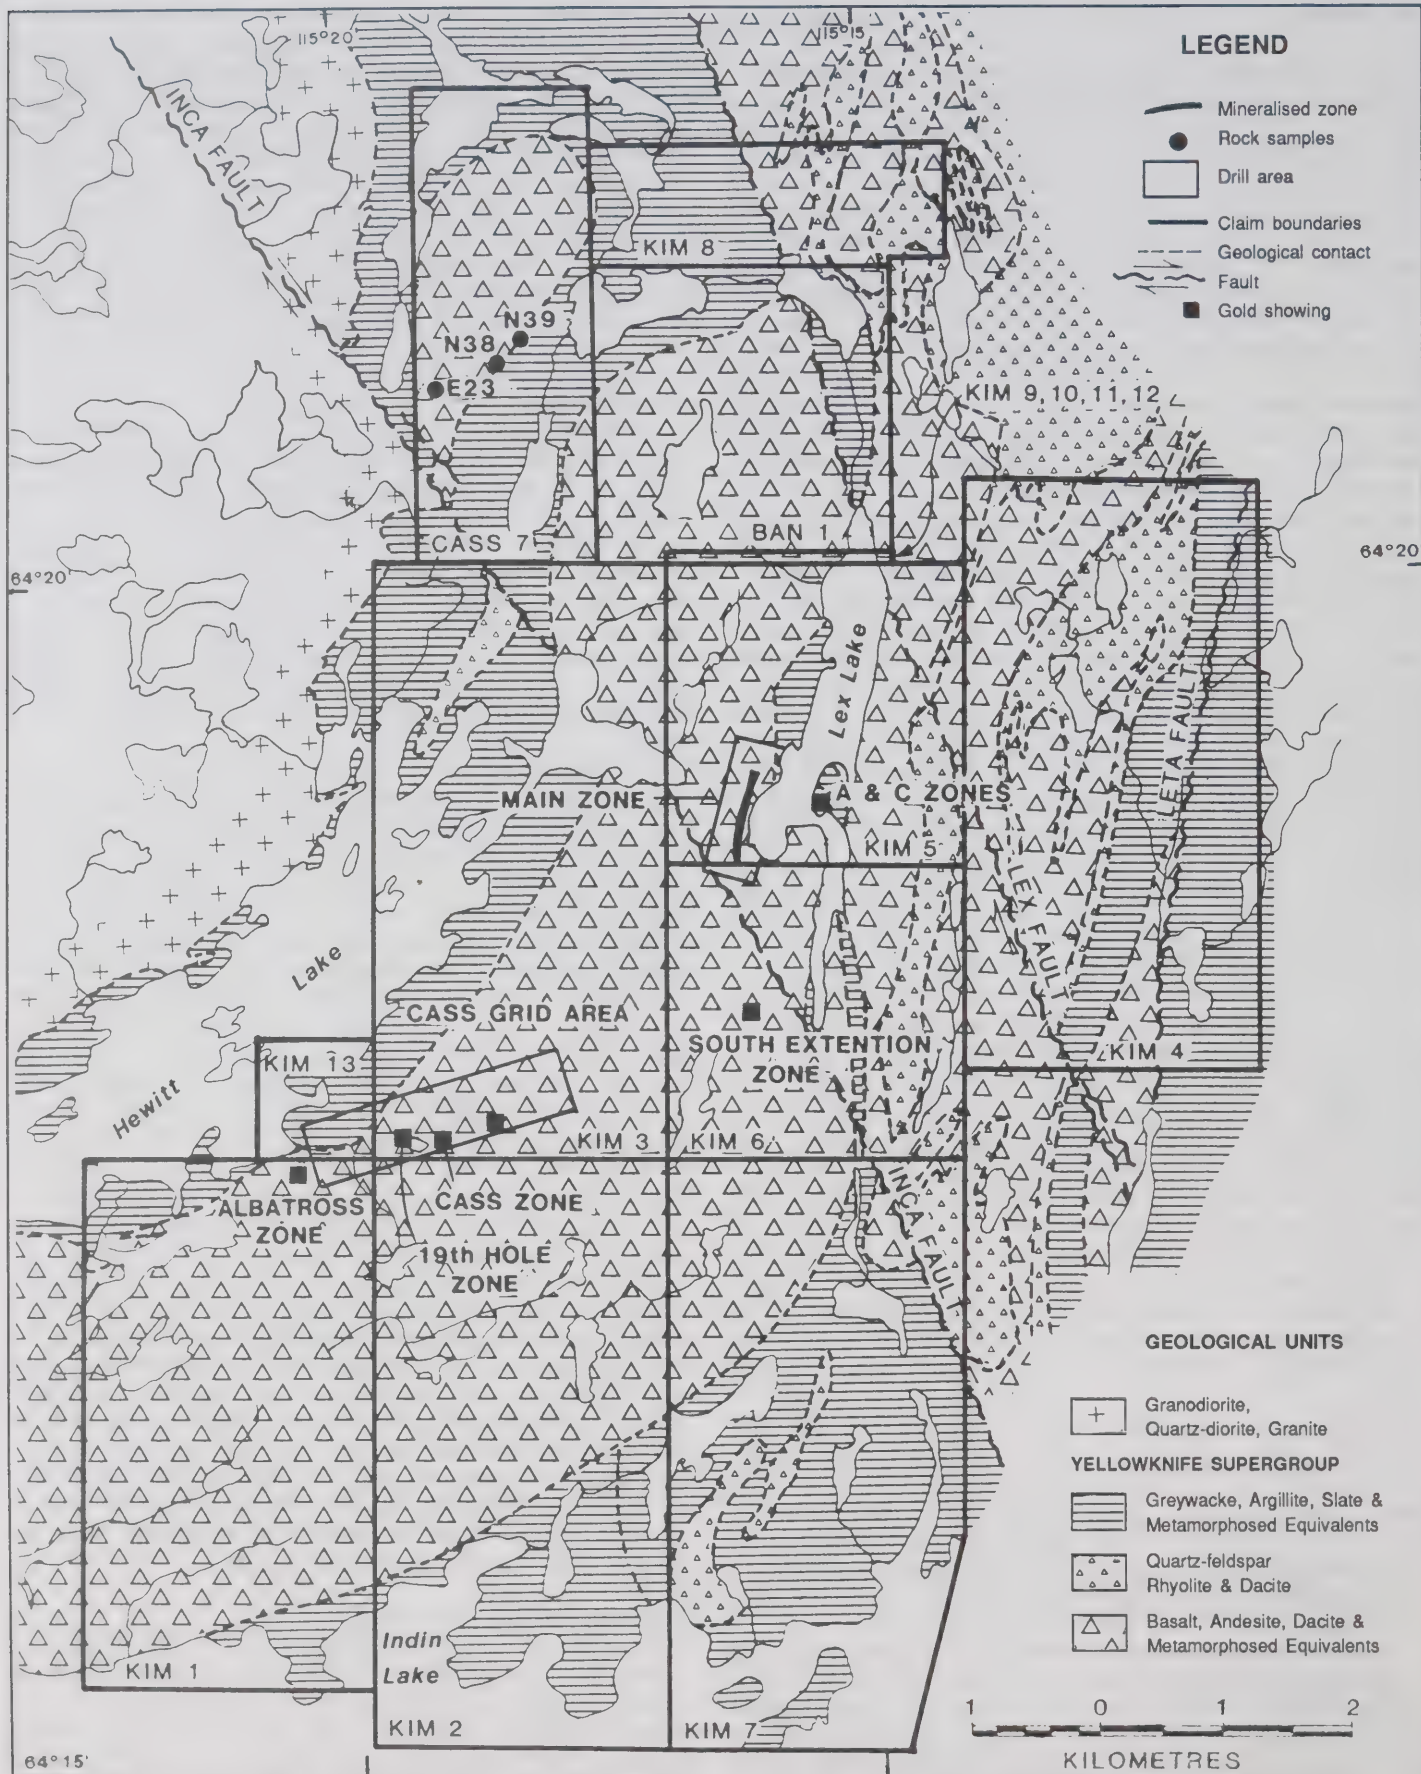 115°20
115°15
LEGEND
Mineralised zone
Rock samples
Drill area
Claim boundaries
Geological contact
Fault
Gold showing
INCA FAULT
KIM 8
N39
N38
E23
KIM 9, 10, 11, 12
CASS 7
BAN 1
64°20
64°20
Lex Lake
LETA FAULT
MAIN ZONE
A & C ZONES
KIM 5
LEX FAULT
Lake
Hewitt
CASS GRID AREA
SOUTH EXTENTION
ZONE
KIM 4
KIM 13
KIM 3
KIM 6
INCA FAULT
ALBATROSS
ZONE
CASS ZONE
19th HOLE
ZONE
GEOLOGICAL UNITS
Granodiorite,
Quartz-diorite, Granite
YELLOWKNIFE SUPERGROUP
Greywacke, Argillite, Slate &
Metamorphosed Equivalents
Quartz-feldspar
Rhyolite & Dacite
Basalt, Andesite, Dacite &
Metamorphosed Equivalents
Indin
Lake
KIM 1
KIM 2
KIM 7
1 0 1 2
KILOMETRES
64°15'